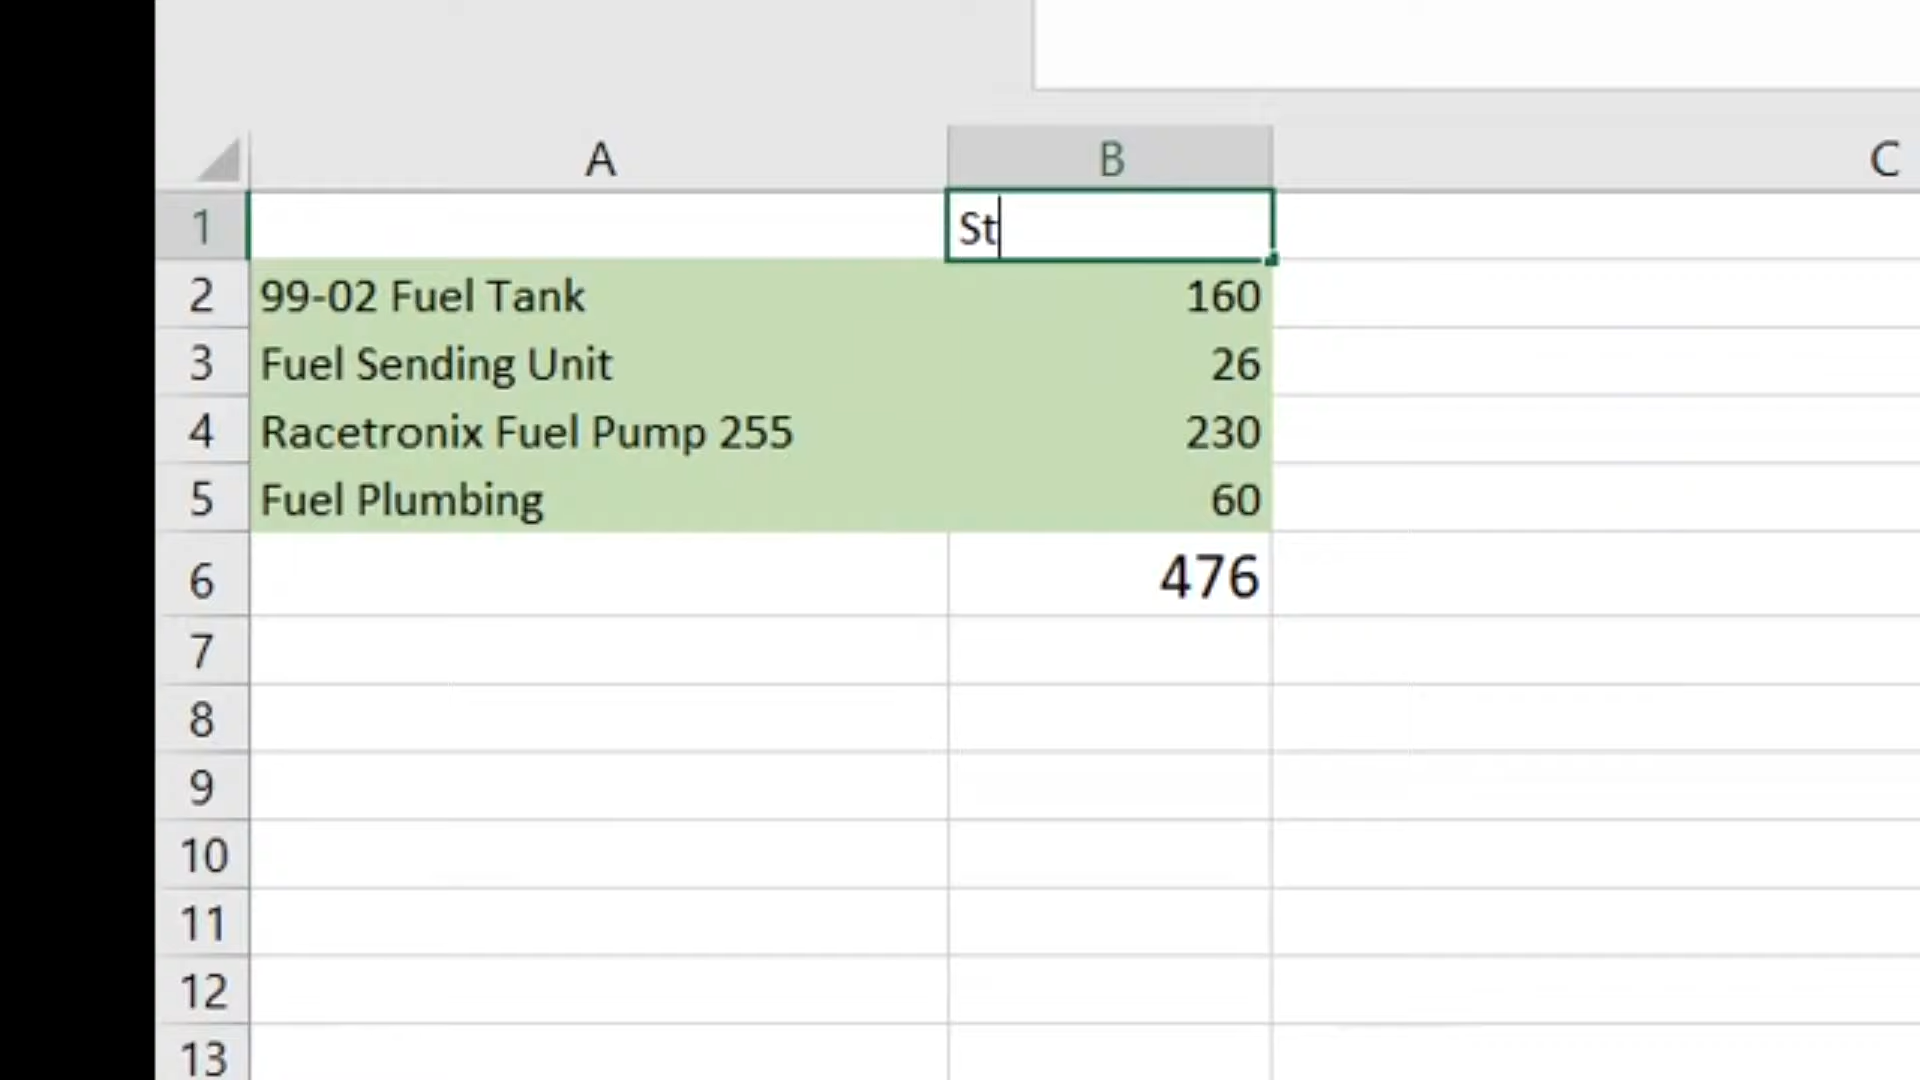 A B C
1 St
2 99-02 Fuel Tank 160
3 Fuel Sending Unit 26
4 Racetronix Fuel Pump 255 230
5 Fuel Plumbing 60
6 476
7
8
9
10
11
12
13